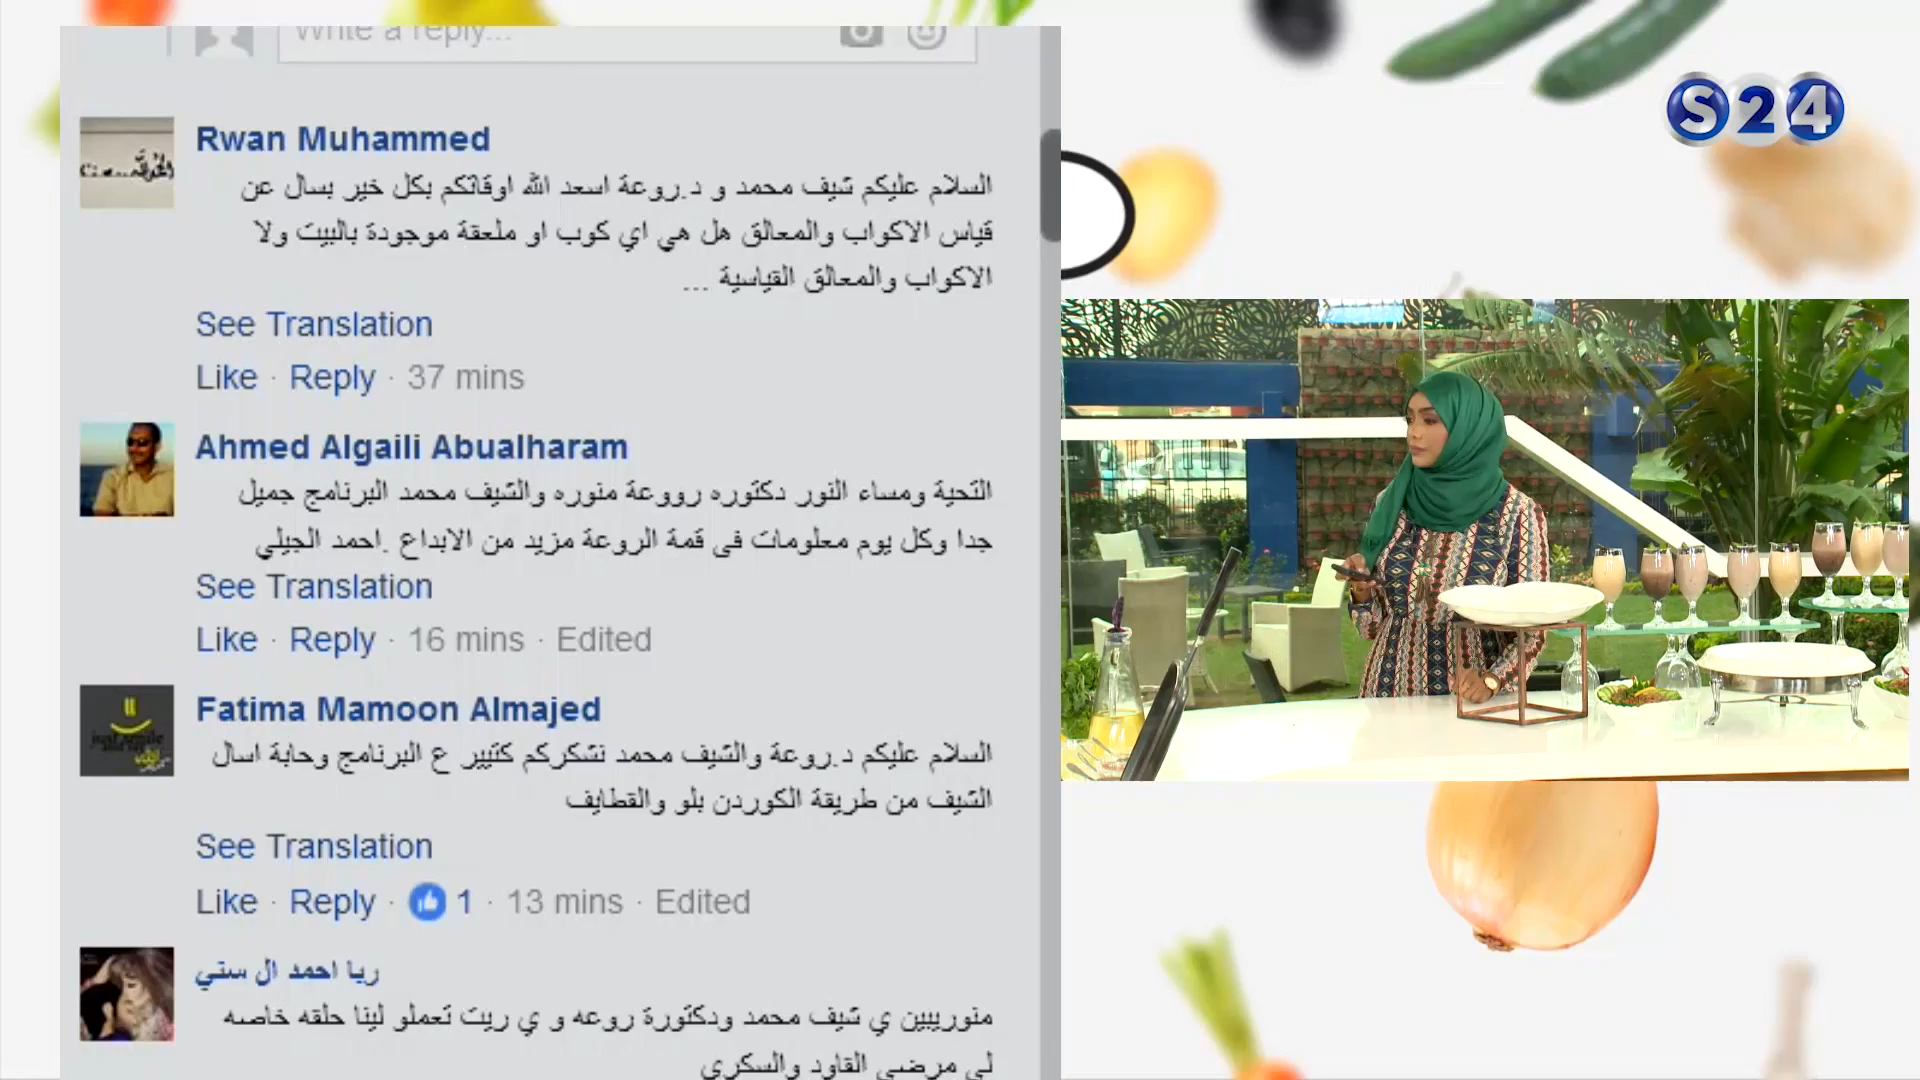 Write a reply...
S24
Rwan Muhammed
السلام عليكم شيف محمد و د.روعة اسعد الله اوقاتكم بكل خير بسال عن
قياس الاكواب والمعالق هل هي اي كوب او ملعقة موجودة بالبيت ولا
الاكواب والمعالق القياسية ...
See Translation
Like · Reply · 37 mins
Ahmed Algaili Abualharam
التحية ومساء النور دكتوره رووعة منوره والشيف محمد البرنامج جميل
جدا وكل يوم معلومات في قمة الروعة مزيد من الابداع .احمد الجيلي
See Translation
Like · Reply · 16 mins · Edited
Fatima Mamoon Almajed
السلام عليكم د.روعة والشيف محمد نشكركم كتيير ع البرنامج وحابة اسال
الشيف من طريقة الكوردن بلو والقطايف
See Translation
Like · Reply · 1 · 13 mins · Edited
ريا احمد ال سني
منوريبين ي شيف محمد ودكتورة روعه و ي ريت تعملو لينا حلقه خاصه
لي مرضي القاود والسكري